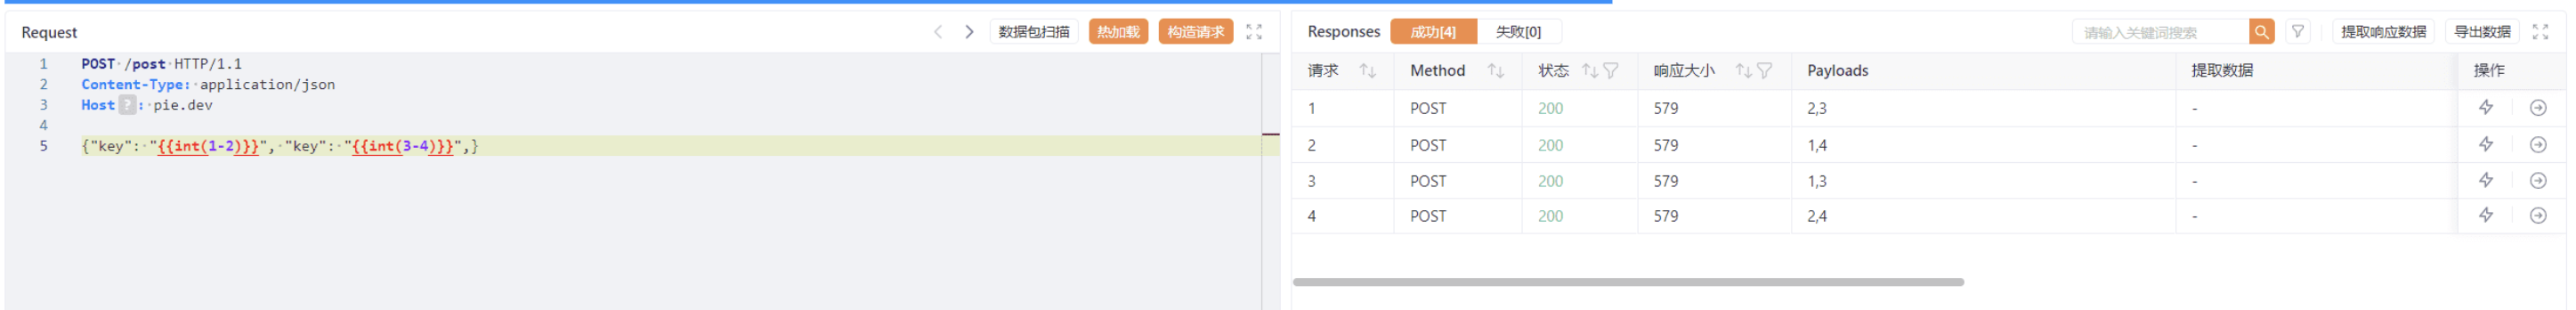 Request 数据包扫描 热加载 构造请求
1 POST /post HTTP/1.1
2 Content-Type: application/json
3 Host ? : pie.dev
4
5 {"key": "{{int(1-2)}}", "key": "{{int(3-4)}}",}
Responses 成功[4] 失败[0] 请输入关键词搜索 提取响应数据 导出数据
请求 Method 状态 响应大小 Payloads 提取数据 操作
1 POST 200 579 2,3 -
2 POST 200 579 1,4 -
3 POST 200 579 1,3 -
4 POST 200 579 2,4 -